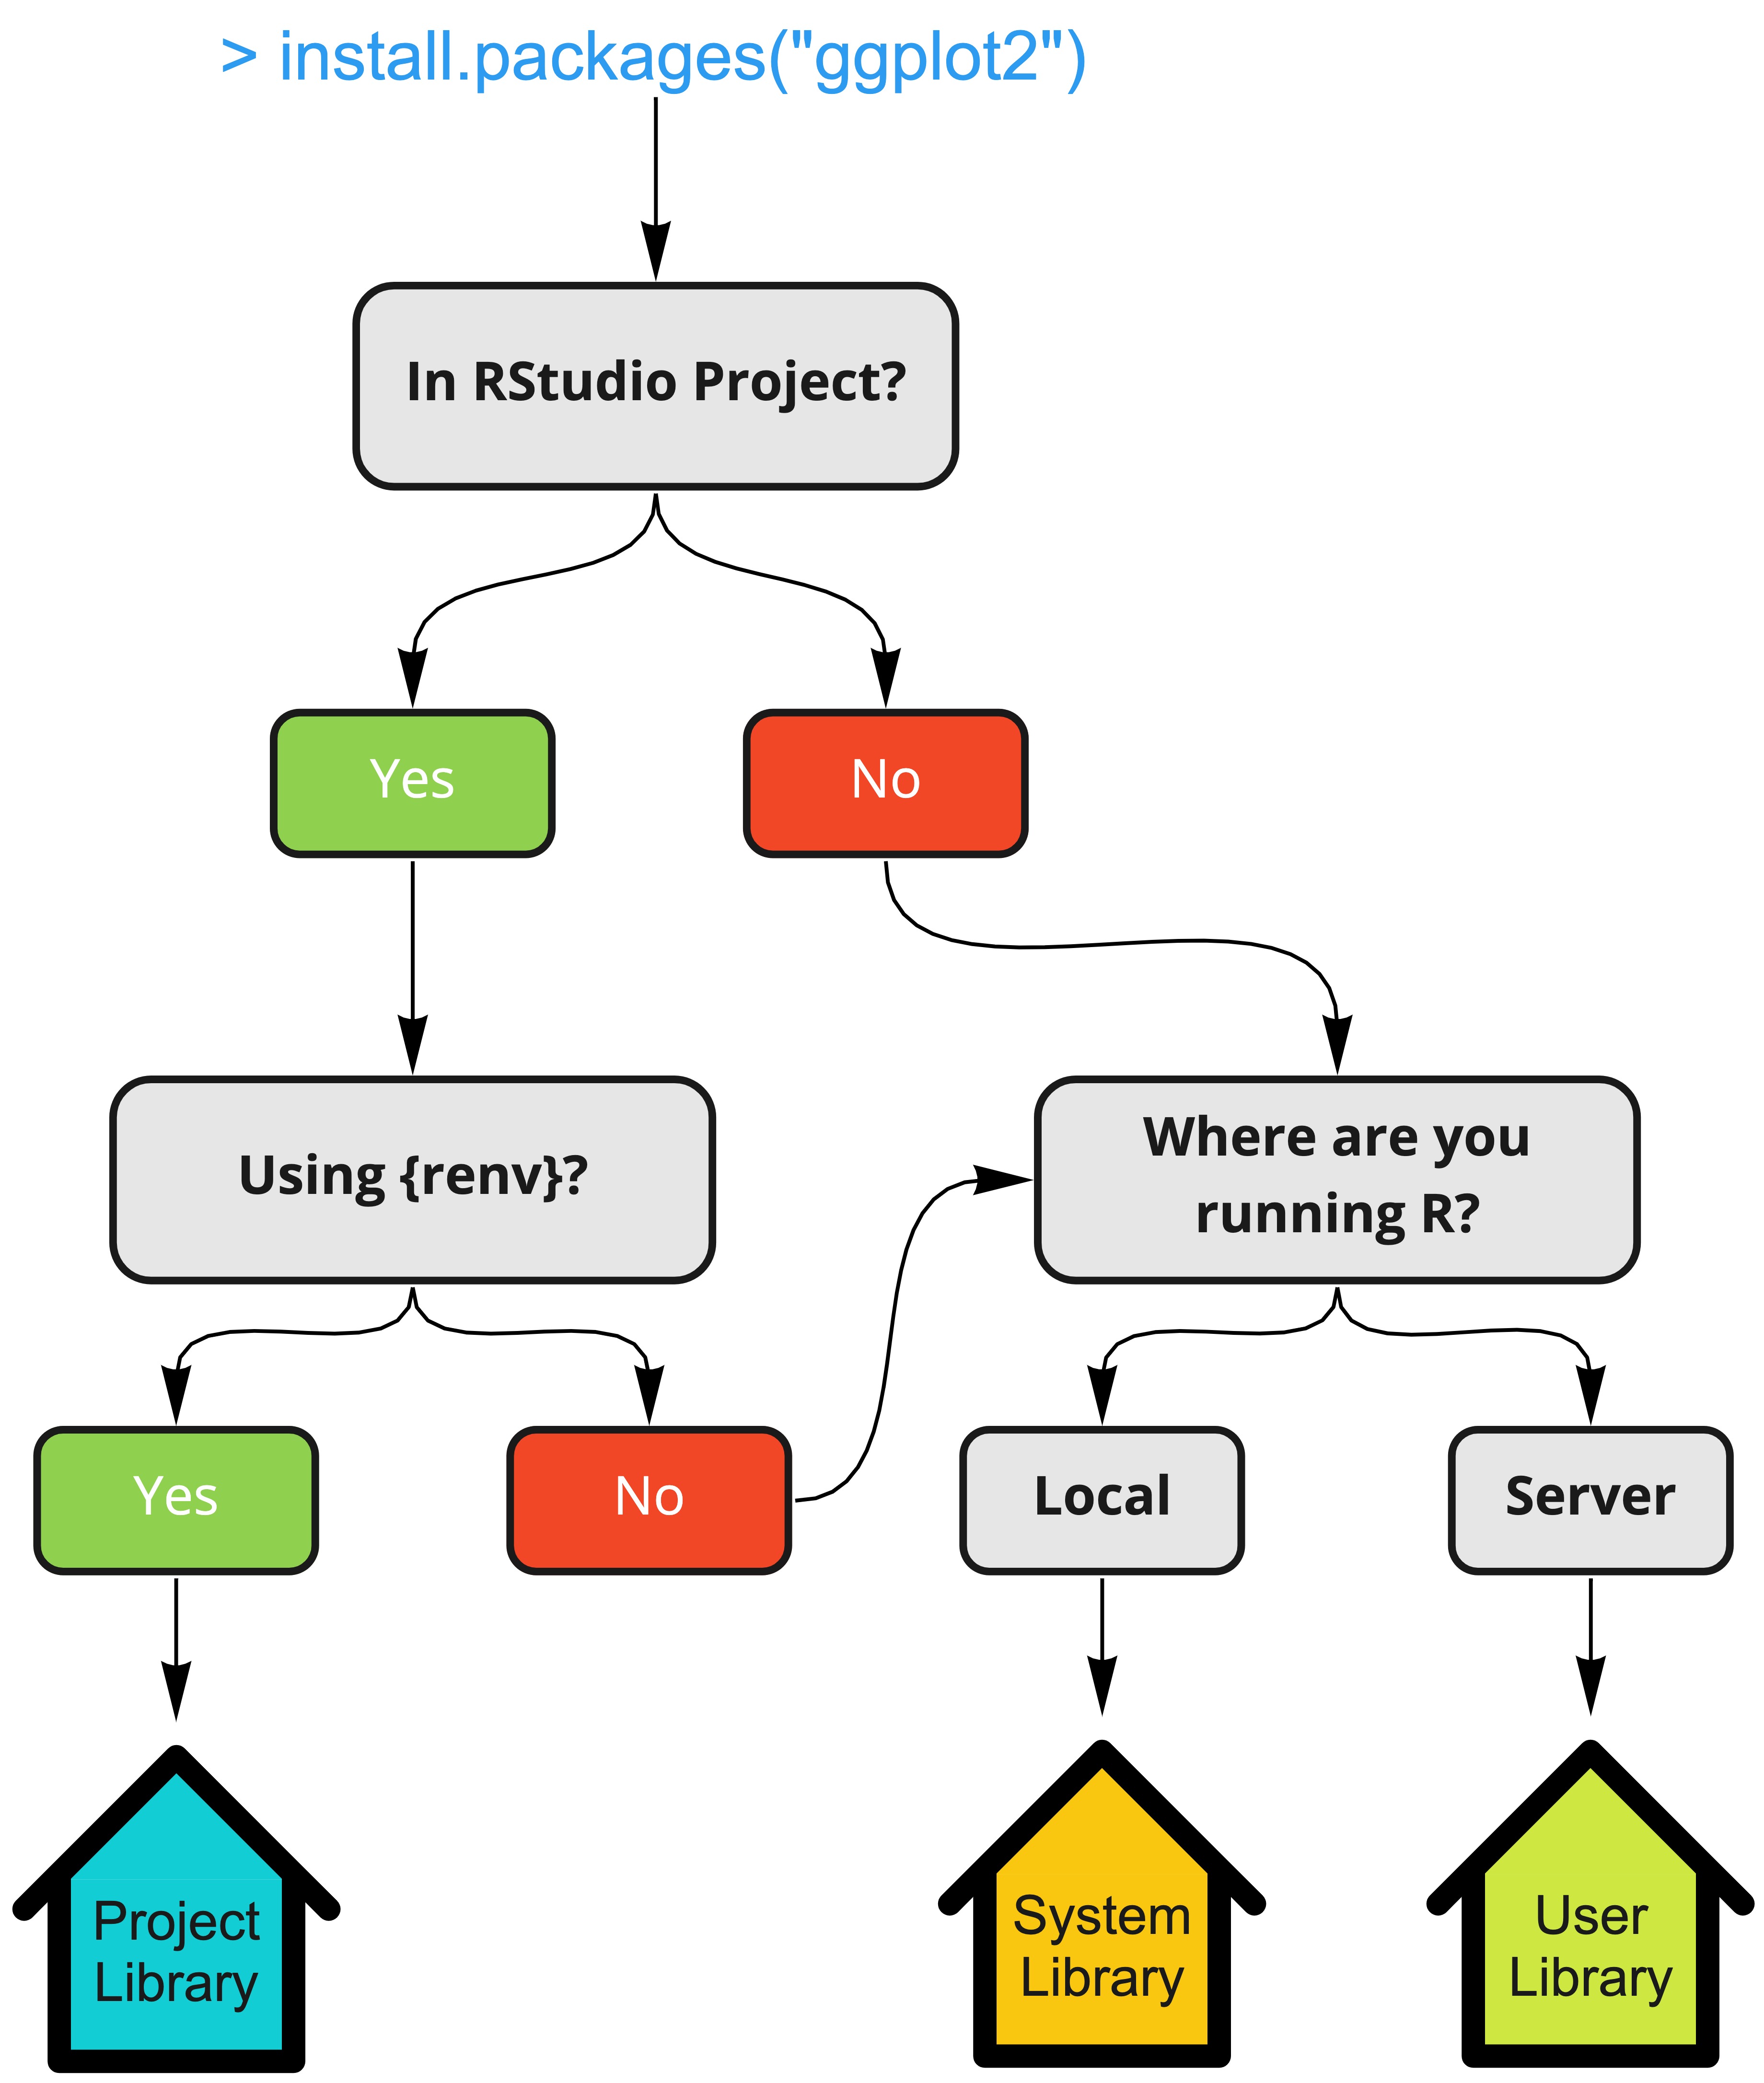 > install.packages("ggplot2")
In RStudio Project?
Yes
No
Using {renv}?
Where are you
running R?
Yes
No
Local
Server
Project
Library
System
Library
User
Library